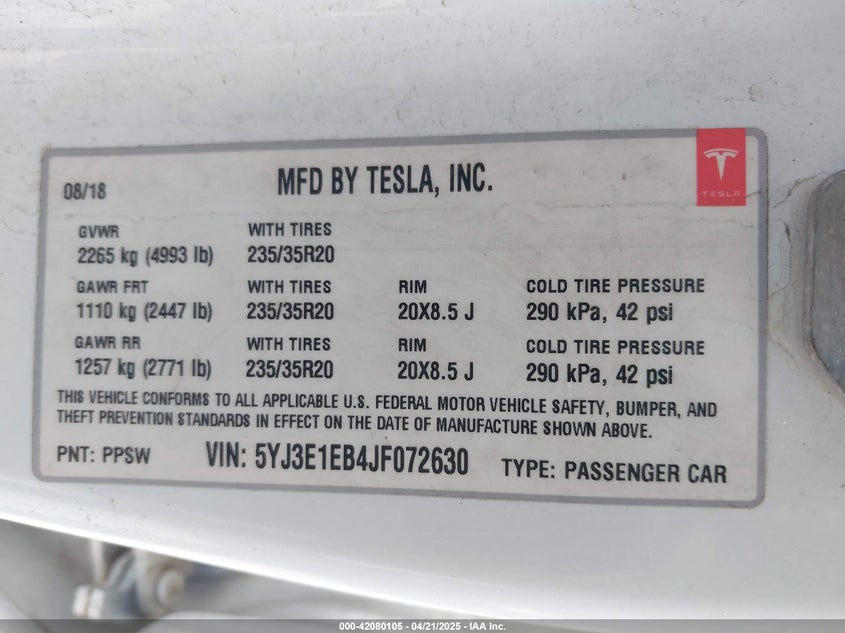 08/18 MFD BY TESLA, INC.
TESLA
GVWR WITH TIRES
2265 kg (4993 lb) 235/35R20
GAWR FRT WITH TIRES RIM COLD TIRE PRESSURE
1110 kg (2447 lb) 235/35R20 20X8.5 J 290 kPa, 42 psi
GAWR RR WITH TIRES RIM COLD TIRE PRESSURE
1257 kg (2771 lb) 235/35R20 20X8.5 J 290 kPa, 42 psi
THIS VEHICLE CONFORMS TO ALL APPLICABLE U.S. FEDERAL MOTOR VEHICLE SAFETY, BUMPER, AND
THEFT PREVENTION STANDARDS IN EFFECT ON THE DATE OF MANUFACTURE SHOWN ABOVE.
PNT: PPSW VIN: 5YJ3E1EB4JF072630 TYPE: PASSENGER CAR
000-42080105 - 04/21/2025 - IAA Inc.